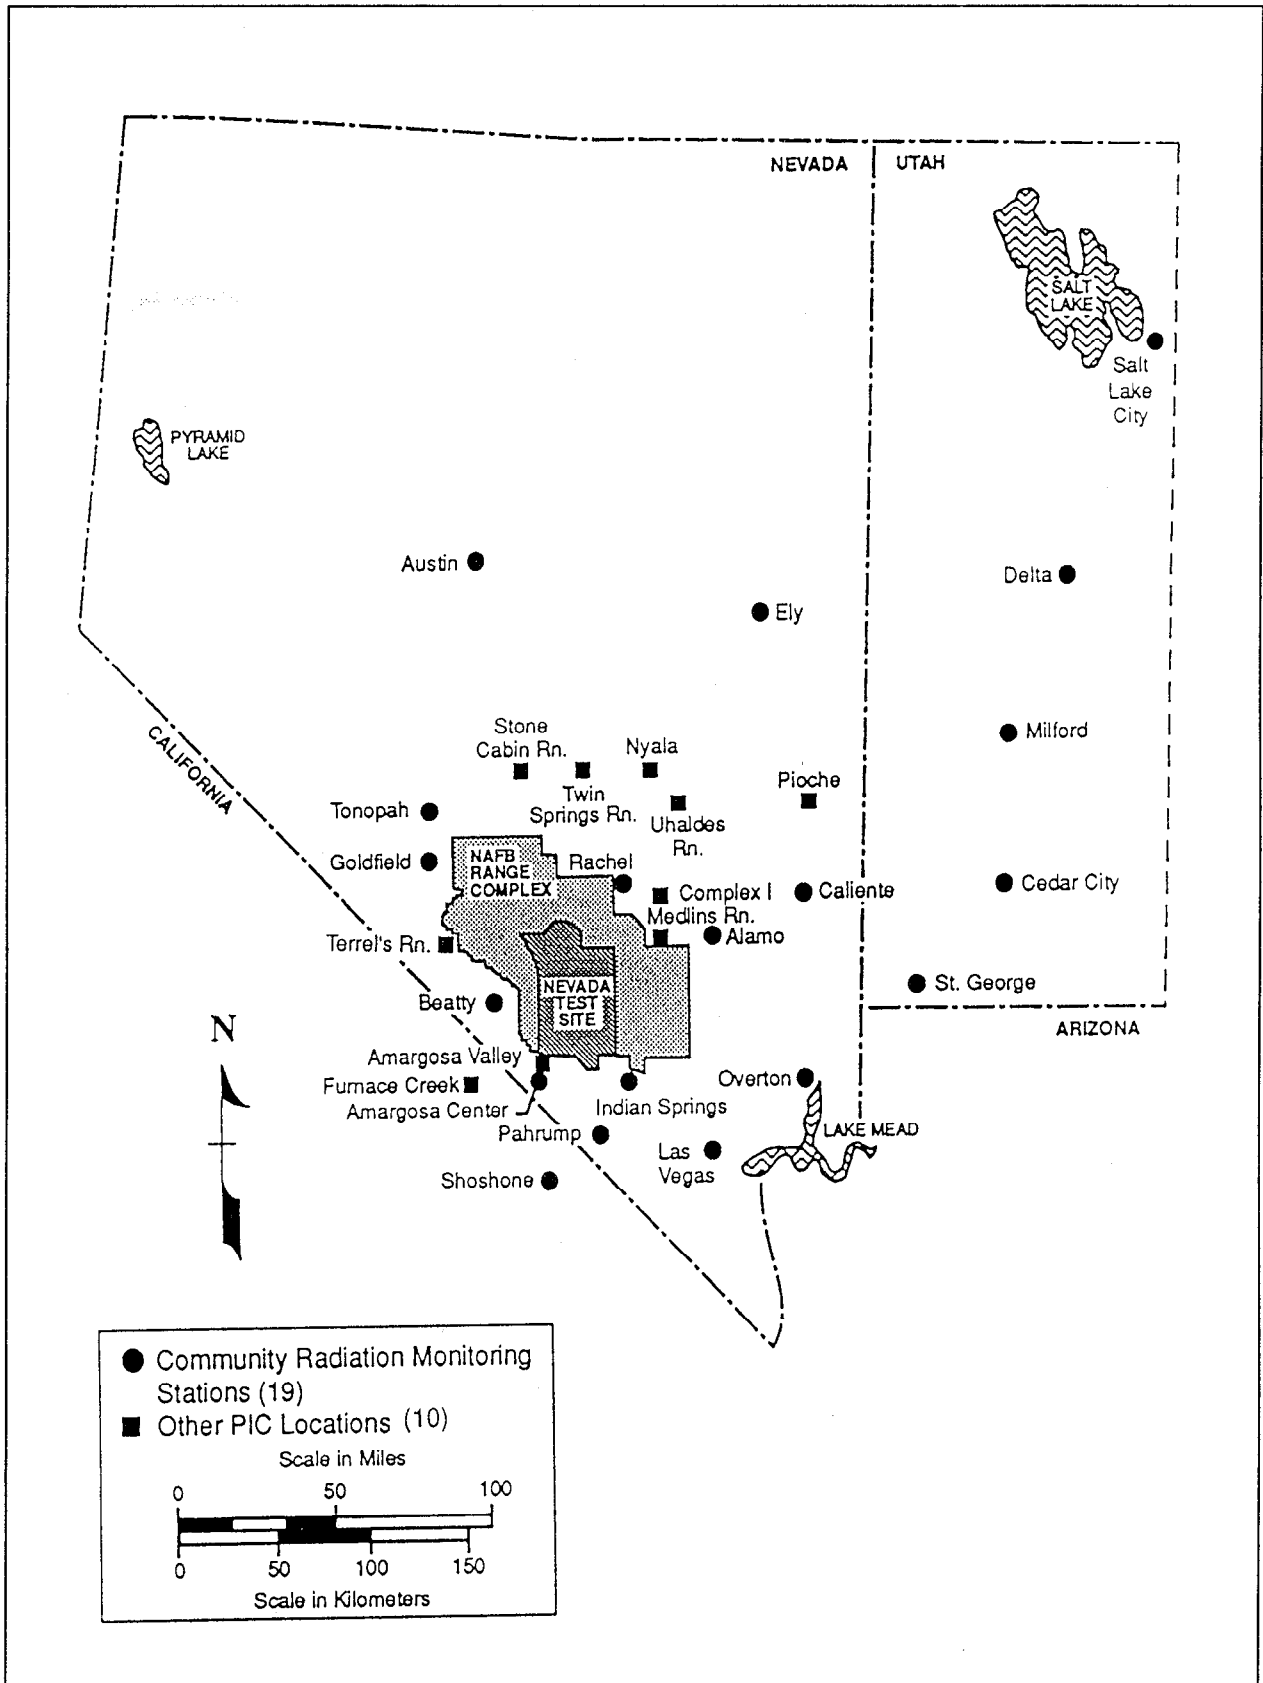 NEVADA
UTAH
SALT
LAKE
Salt
Lake
City
PYRAMID
LAKE
Austin
Delta
Ely
CALIFORNIA
Stone
Cabin Rn.
Nyala
Milford
Twin
Springs Rn.
Pioche
Tonopah
Uhaldes
Rn.
Goldfield
NAFB
RANGE
COMPLEX
Rachel
Complex I
Caliente
Cedar City
Medlins Rn.
Terrel's Rn.
Alamo
Beatty
NEVADA
TEST
SITE
St. George
ARIZONA
N
Amargosa Valley
Furnace Creek
Amargosa Center
Indian Springs
Overton
Pahrump
LAKE MEAD
Las
Vegas
Shoshone
Community Radiation Monitoring
Stations (19)
Other PIC Locations (10)
Scale in Miles
0 50 100
0 50 100 150
Scale in Kilometers